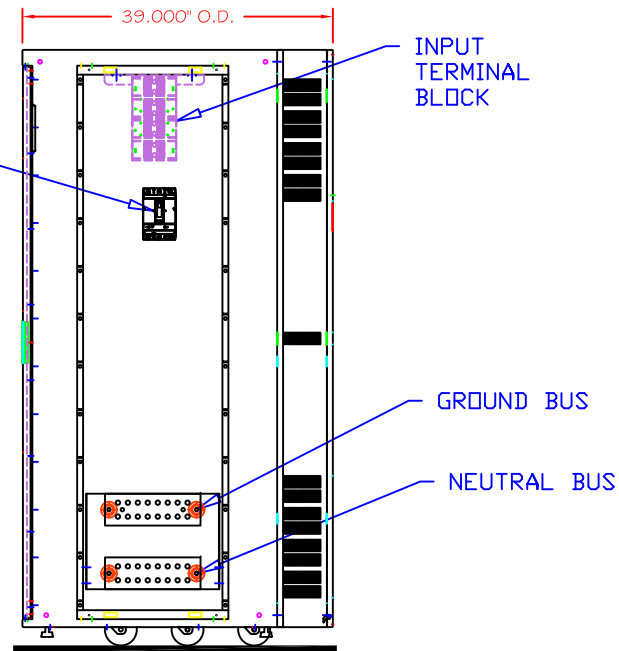 39.000" O.D.
INPUT
TERMINAL
BLOCK
GROUND BUS
NEUTRAL BUS